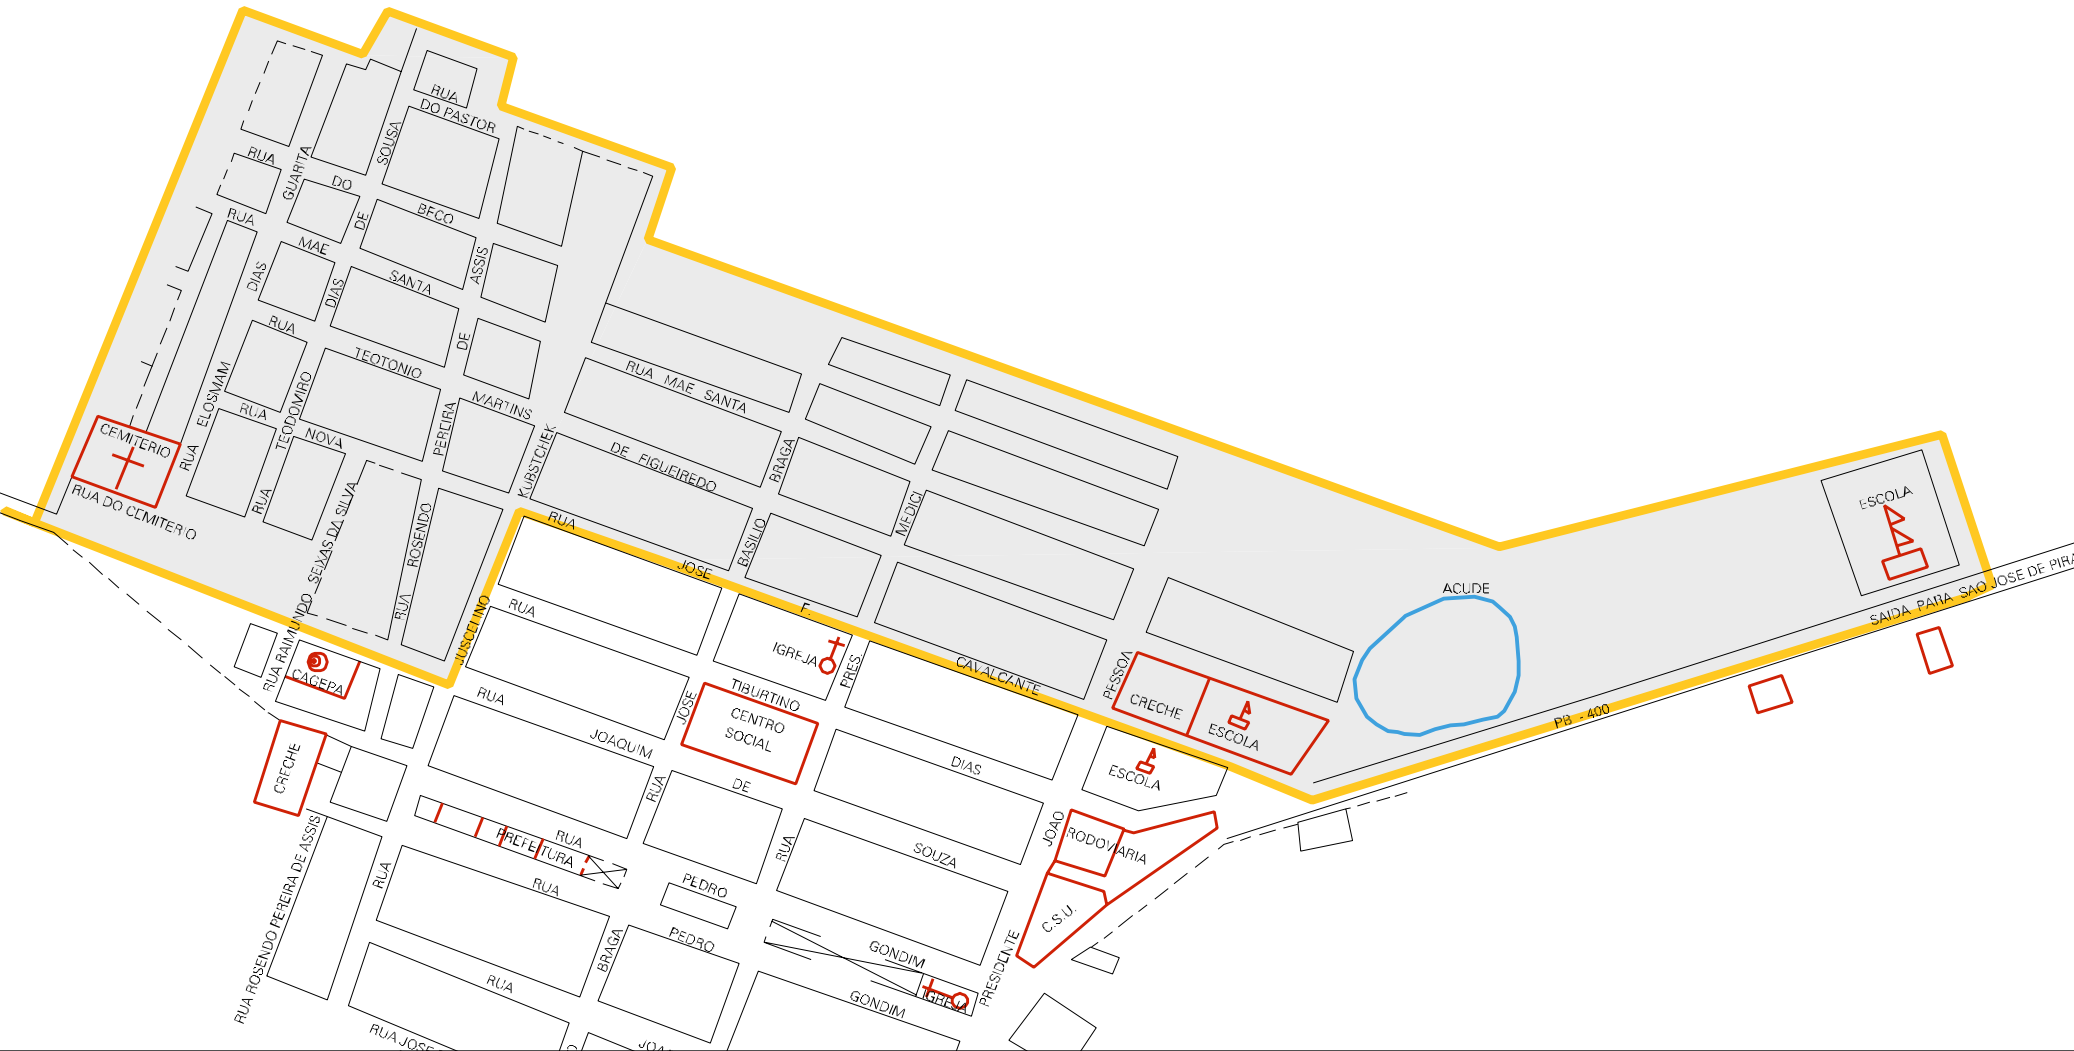 RUA
DO PASTOR
RUA
GUARITA
SOUSA
DO
RUA
DE
BECO
MAE
DIAS
DIAS
SANTA
ASSIS
RUA
DE
TEOTONIO
RUA MAE SANTA
ELOSMAM
TEODOMIRO
RUA
MARTINS
NOVA
PEREIRA
CEMITERIO
RUA
KUBSTCHEK
DE FIGUEIREDO
BRAGA
RUA DO CEMITERIO
RUA
MEDICI
ESCOLA
ROSENDO
RUA
BASILIO
RUA RAIMUNDO SEIXAS DA SILVA
RUA
JOSE
F.
ACUDE
SAIDA PARA SAO JOSE DE PIRA
RUA
JUSCELINO
IGREJA
PRES.
CAVALCANTE
PESSOA
CAGEPA
RUA
JOSE
TIBURTINO
CRECHE
ESCOLA
PB - 400
CENTRO
SOCIAL
JOAQUIM
CRECHE
DIAS
ESCOLA
RUA
DE
JOAO
RODOVIARIA
RUA
PREFEITURA
RUA
SOUZA
RUA ROSENDO PEREIRA DE ASSIS
RUA
RUA
PEDRO
C.S.U.
PEDRO
GONDIM
BRAGA
PRESIDENTE
RUA
IGREJA
GONDIM
RUA JOSE